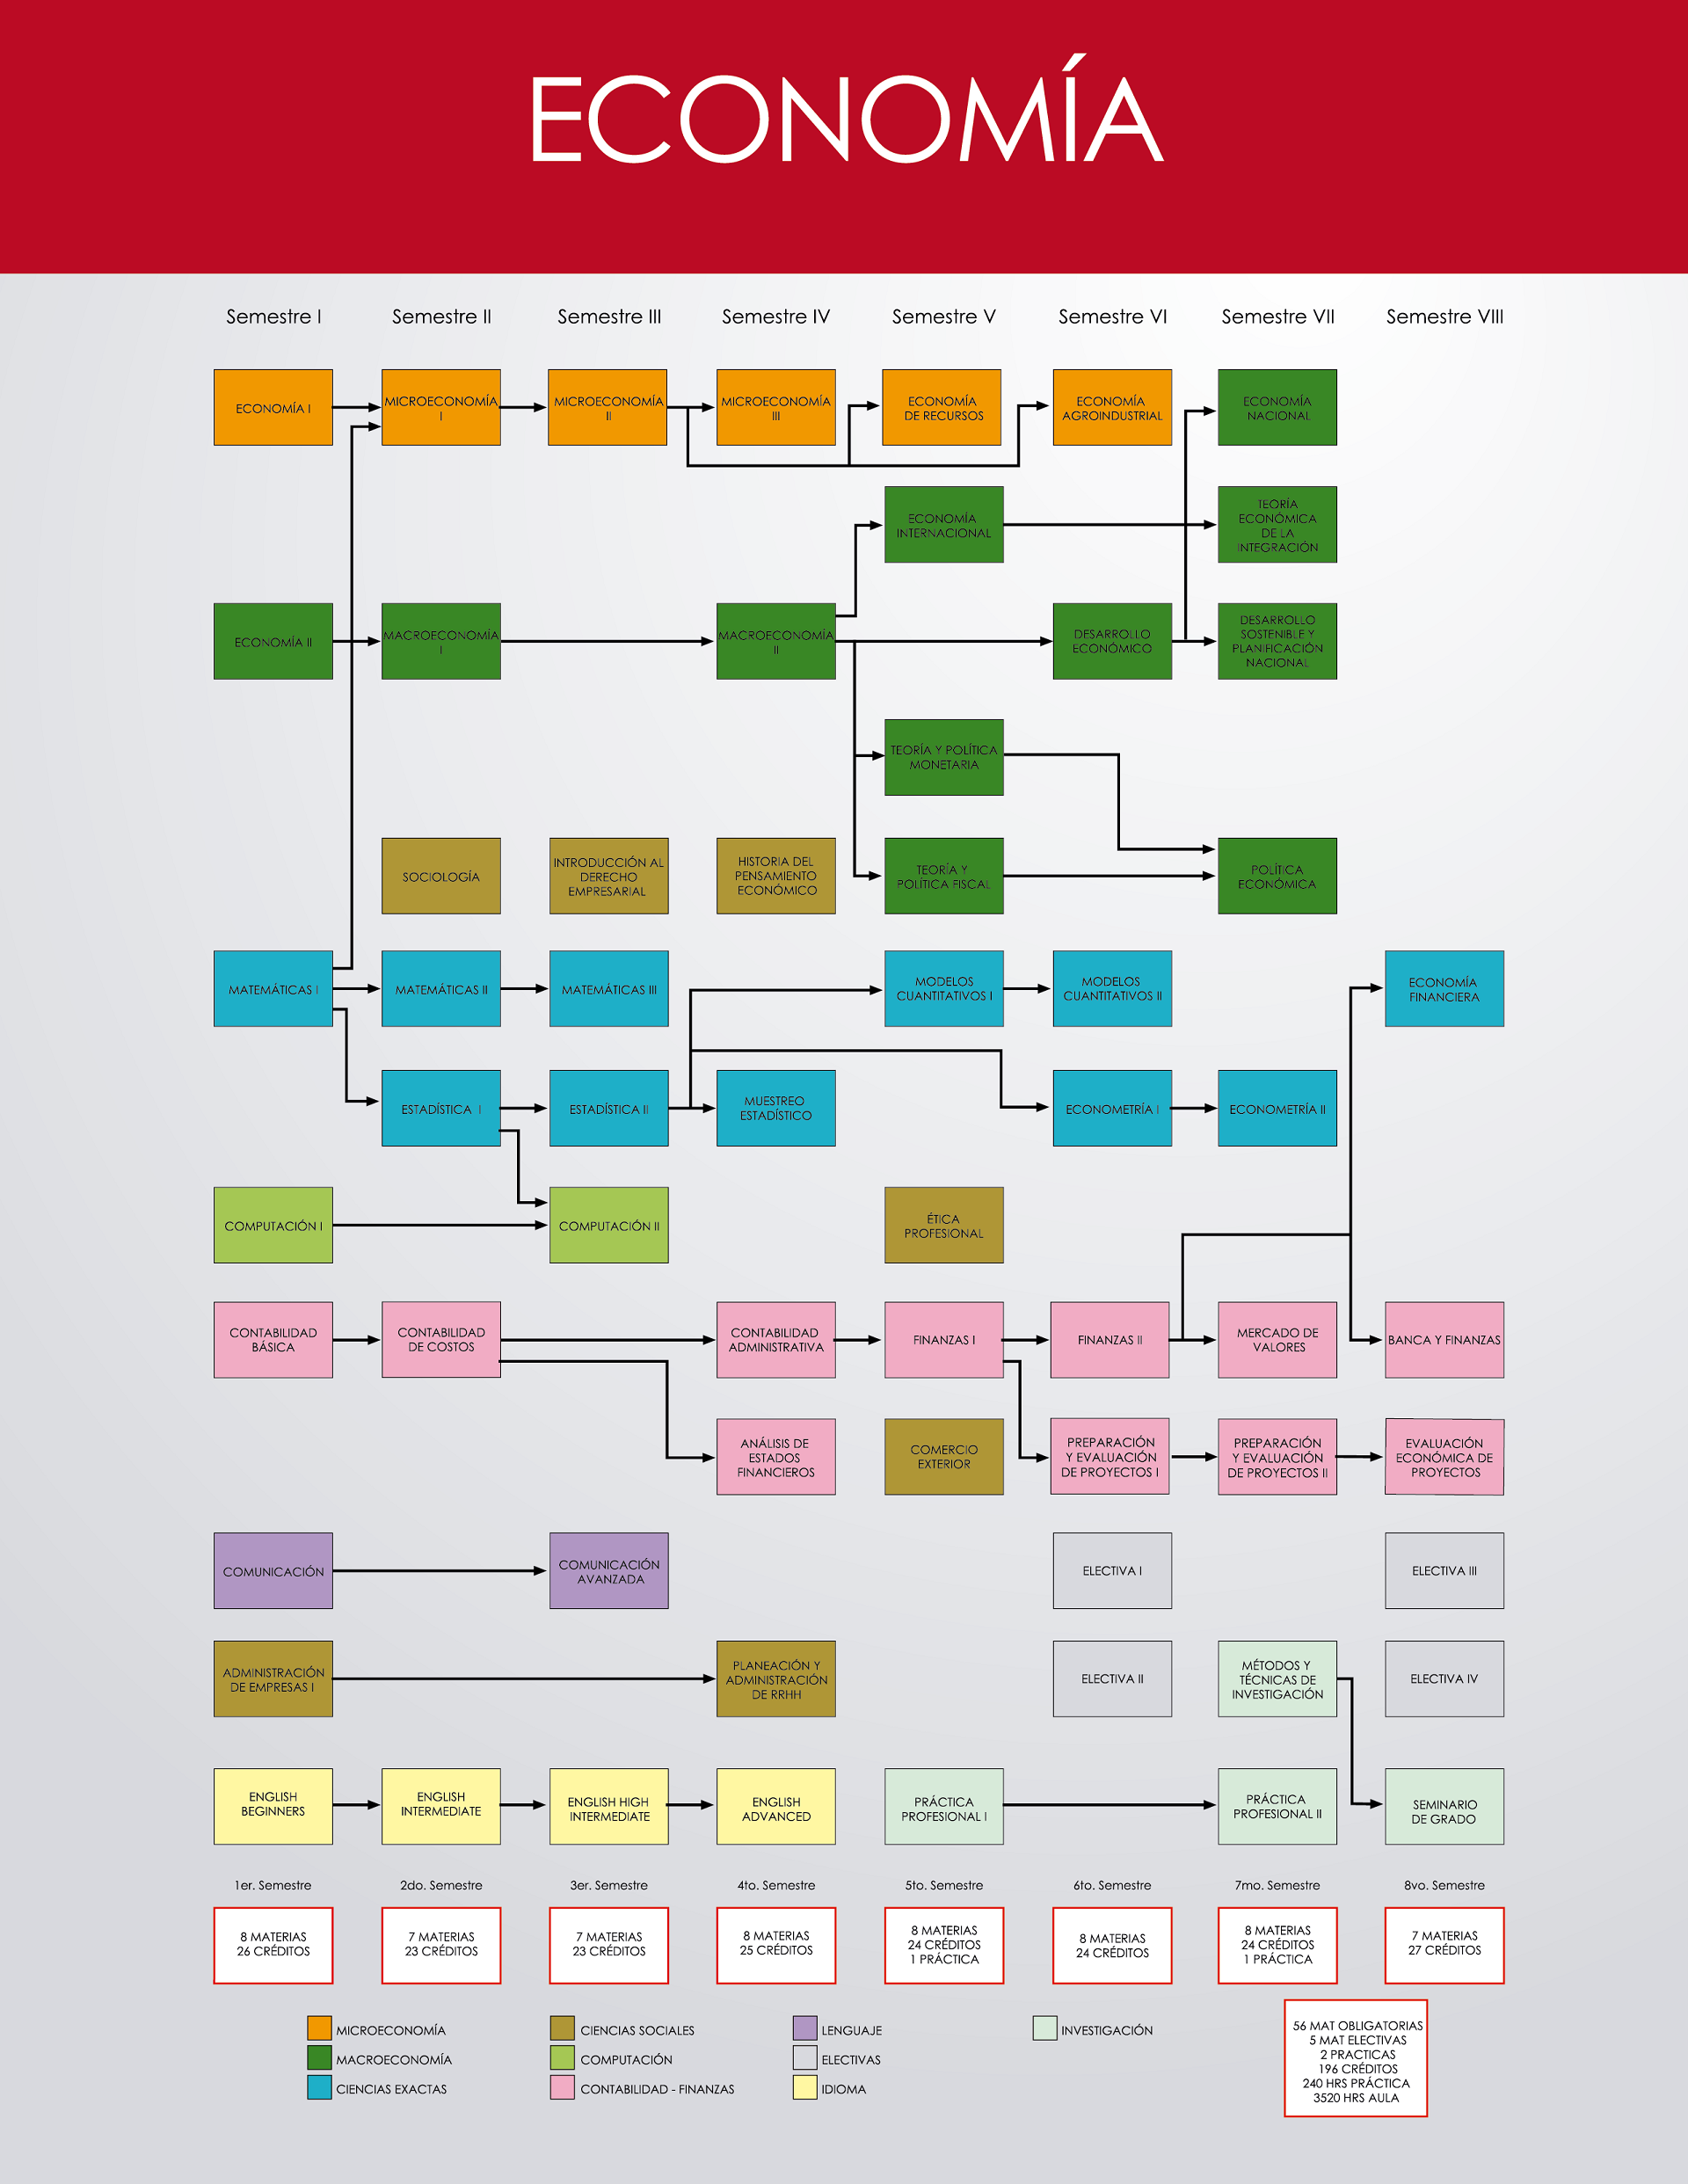 ECONOMÍA
Semestre I
Semestre II
Semestre III
Semestre IV
Semestre V
Semestre VI
Semestre VII
Semestre VIII
ECONOMÍA I
MICROECONOMÍA
I
MICROECONOMÍA
II
MICROECONOMÍA
III
ECONOMÍA
DE RECURSOS
ECONOMÍA
AGROINDUSTRIAL
ECONOMÍA
NACIONAL
ECONOMÍA
INTERNACIONAL
TEORÍA
ECONÓMICA
DE LA
INTEGRACIÓN
ECONOMÍA II
MACROECONOMÍA
I
MACROECONOMÍA
II
DESARROLLO
ECONÓMICO
DESARROLLO
SOSTENIBLE Y
PLANIFICACIÓN
NACIONAL
TEORÍA Y POLÍTICA
MONETARIA
SOCIOLOGÍA
INTRODUCCIÓN AL
DERECHO
EMPRESARIAL
HISTORIA DEL
PENSAMIENTO
ECONÓMICO
TEORÍA Y
POLÍTICA FISCAL
POLÍTICA
ECONÓMICA
MATEMÁTICAS I
MATEMÁTICAS II
MATEMÁTICAS III
MODELOS
CUANTITATIVOS I
MODELOS
CUANTITATIVOS II
ECONOMÍA
FINANCIERA
ESTADÍSTICA I
ESTADÍSTICA II
MUESTREO
ESTADÍSTICO
ECONOMETRÍA I
ECONOMETRÍA II
COMPUTACIÓN I
COMPUTACIÓN II
ÉTICA
PROFESIONAL
CONTABILIDAD
BÁSICA
CONTABILIDAD
DE COSTOS
CONTABILIDAD
ADMINISTRATIVA
FINANZAS I
FINANZAS II
MERCADO DE
VALORES
BANCA Y FINANZAS
ANÁLISIS DE
ESTADOS
FINANCIEROS
COMERCIO
EXTERIOR
PREPARACIÓN
Y EVALUACIÓN
DE PROYECTOS I
PREPARACIÓN
Y EVALUACIÓN
DE PROYECTOS II
EVALUACIÓN
ECONÓMICA DE
PROYECTOS
COMUNICACIÓN
COMUNICACIÓN
AVANZADA
ELECTIVA I
ELECTIVA III
ADMINISTRACIÓN
DE EMPRESAS I
PLANEACIÓN Y
ADMINISTRACIÓN
DE RRHH
ELECTIVA II
MÉTODOS Y
TÉCNICAS DE
INVESTIGACIÓN
ELECTIVA IV
ENGLISH
BEGINNERS
ENGLISH
INTERMEDIATE
ENGLISH HIGH
INTERMEDIATE
ENGLISH
ADVANCED
PRÁCTICA
PROFESIONAL I
PRÁCTICA
PROFESIONAL II
SEMINARIO
DE GRADO
1er. Semestre
2do. Semestre
3er. Semestre
4to. Semestre
5to. Semestre
6to. Semestre
7mo. Semestre
8vo. Semestre
8 MATERIAS
26 CRÉDITOS
7 MATERIAS
23 CRÉDITOS
7 MATERIAS
23 CRÉDITOS
8 MATERIAS
25 CRÉDITOS
8 MATERIAS
24 CRÉDITOS
1 PRÁCTICA
8 MATERIAS
24 CRÉDITOS
8 MATERIAS
24 CRÉDITOS
1 PRÁCTICA
7 MATERIAS
27 CRÉDITOS
MICROECONOMÍA
MACROECONOMÍA
CIENCIAS EXACTAS
CIENCIAS SOCIALES
COMPUTACIÓN
CONTABILIDAD - FINANZAS
LENGUAJE
ELECTIVAS
IDIOMA
INVESTIGACIÓN
56 MAT OBLIGATORIAS
5 MAT ELECTIVAS
2 PRACTICAS
196 CRÉDITOS
240 HRS PRÁCTICA
3520 HRS AULA